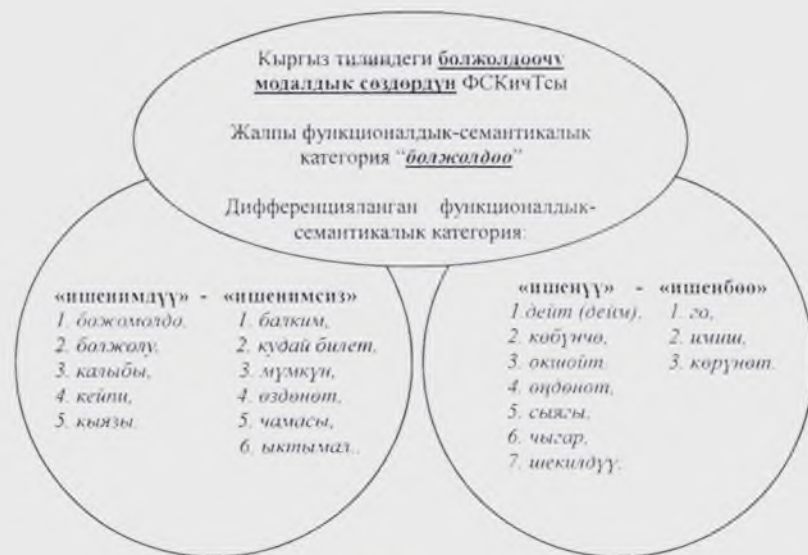 Кыргыз тилиндеги болжолдоочу
модалдык сөздөрдүн ФСКичТсы
Жалпы функционалдык-семантикалык
категория “болжолдоо”
Дифференцияланган функционалдык-
семантикалык категория:
«ишенимдүү» - «ишенимсиз»
1. божомолдо, 1. балким,
2. болжолу, 2. кудай билет,
3. калыбы, 3. мүмкүн,
4. кейпи, 4. өздөнөт,
5. кыязы. 5. чамасы,
6. ыктымал..
«ишенүү» - «ишенбөө»
1.дейт (дейм), 1. го,
2. көбүнчө, 2. имиш,
3. окшойт. 3. көрүнөт.
4. өңдөнөт,
5. сыягы,
6. чыгар,
7. шекилдүү.